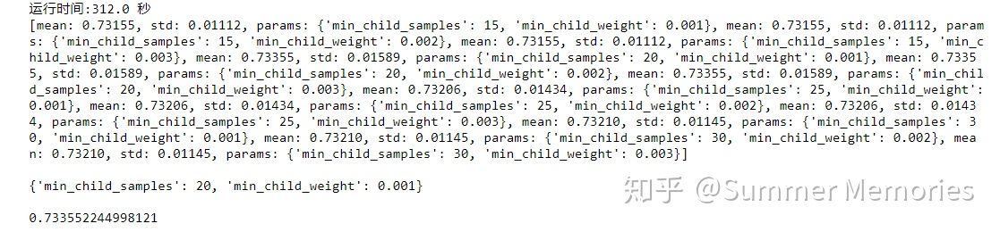 运行时间:312.0 秒
[mean: 0.73155, std: 0.01112, params: {'min_child_samples': 15, 'min_child_weight': 0.001}, mean: 0.73155, std: 0.01112, param
s: {'min_child_samples': 15, 'min_child_weight': 0.002}, mean: 0.73155, std: 0.01112, params: {'min_child_samples': 15, 'min_c
hild_weight': 0.003}, mean: 0.73355, std: 0.01589, params: {'min_child_samples': 20, 'min_child_weight': 0.001}, mean: 0.7335
5, std: 0.01589, params: {'min_child_samples': 20, 'min_child_weight': 0.002}, mean: 0.73355, std: 0.01589, params: {'min_chil
d_samples': 20, 'min_child_weight': 0.003}, mean: 0.73206, std: 0.01434, params: {'min_child_samples': 25, 'min_child_weight':
0.001}, mean: 0.73206, std: 0.01434, params: {'min_child_samples': 25, 'min_child_weight': 0.002}, mean: 0.73206, std: 0.0143
4, params: {'min_child_samples': 25, 'min_child_weight': 0.003}, mean: 0.73210, std: 0.01145, params: {'min_child_samples': 3
0, 'min_child_weight': 0.001}, mean: 0.73210, std: 0.01145, params: {'min_child_samples': 30, 'min_child_weight': 0.002}, mea
n: 0.73210, std: 0.01145, params: {'min_child_samples': 30, 'min_child_weight': 0.003}]
{'min_child_samples': 20, 'min_child_weight': 0.001}
知乎 @Summer Memories
0.733552244998121